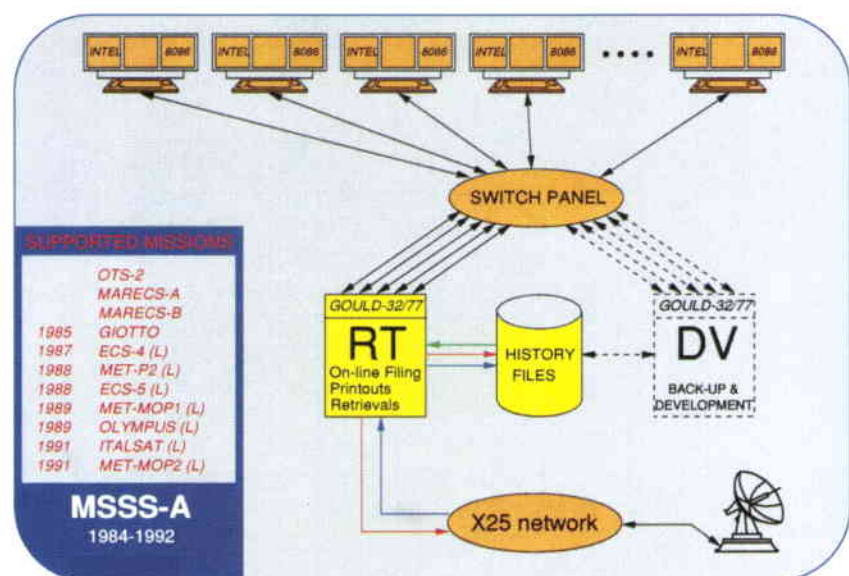 INTEL 8086 INTEL 8086 INTEL 8086 INTEL 8086 INTEL 8086
SWITCH PANEL
SUPPORTED MISSIONS
OTS-2
MARECS-A
MARECS-B
1985 GIOTTO
1987 ECS-4 (L)
1988 MET-P2 (L)
1988 ECS-5 (L)
1989 MET-MOP1 (L)
1989 OLYMPUS (L)
1991 ITALSAT (L)
1991 MET-MOP2 (L)
MSSS-A
1984-1992
GOULD-32/77
RT
On-line Filing
Printouts
Retrievals
HISTORY
FILES
GOULD-32/77
DV
BACK-UP &
DEVELOPMENT
X25 network